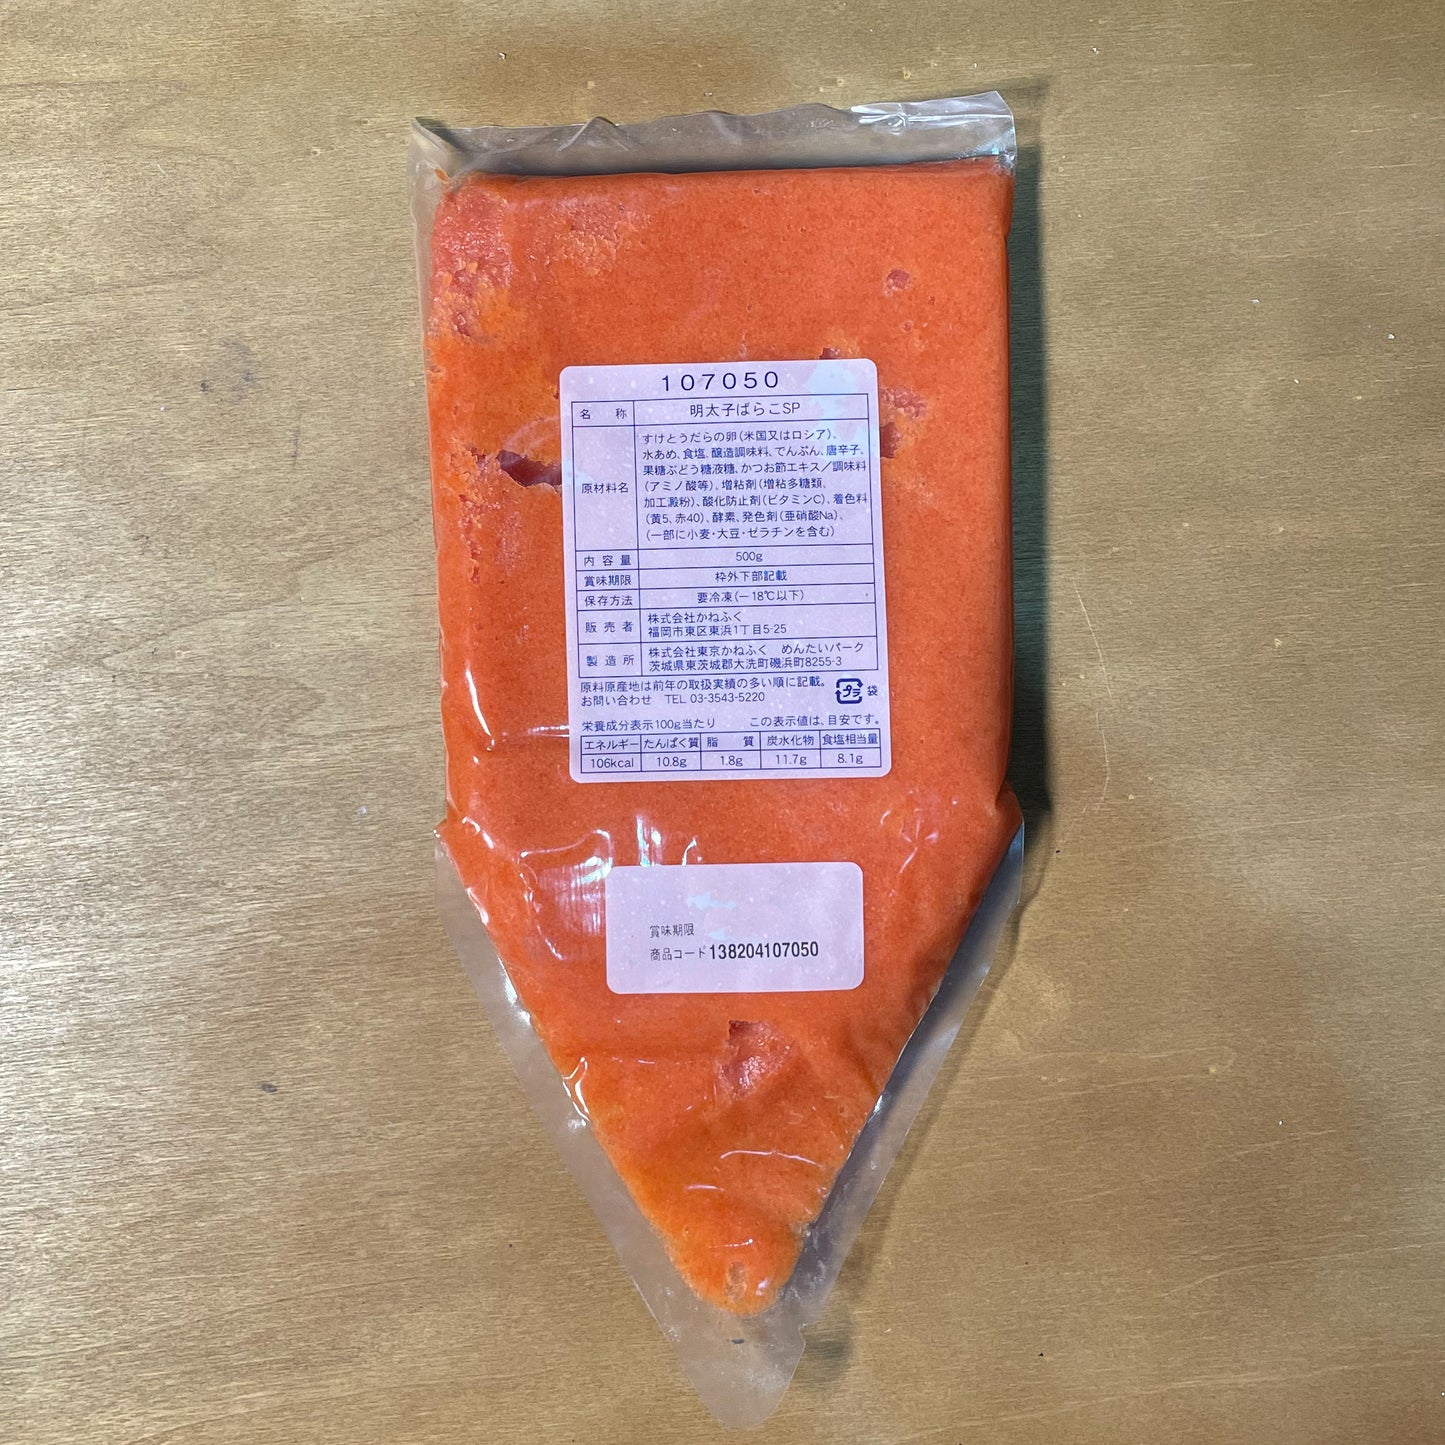 107050
名称 明太子ばらこSP
原材料名 すけとうだらの卵(米国又はロシア)、
水あめ、食塩、醸造調味料、でんぷん、唐辛子、
果糖ぶどう糖液糖、かつお節エキス/調味料
(アミノ酸等)、増粘剤(増粘多糖類、
加工澱粉)、酸化防止剤(ビタミンC)、着色料
(黄5、赤40)、酵素、発色剤(亜硝酸Na)、
(一部に小麦・大豆・ゼラチンを含む)
内容量 500g
賞味期限 枠外下部記載
保存方法 要冷凍(-18℃以下)
販売者 株式会社かねふく
福岡市東区東浜1丁目5-25
製造所 株式会社東京かねふく めんたいパーク
茨城県東茨城郡大洗町磯浜町8255-3
原料原産地は前年の取扱実績の多い順に記載。
お問い合わせ TEL 03-3543-5220
プラ 袋
栄養成分表示100g当たり この表示値は、目安です。
エネルギー たんぱく質 脂質 炭水化物 食塩相当量
106kcal 10.8g 1.8g 11.7g 8.1g
賞味期限
商品コード 138204107050